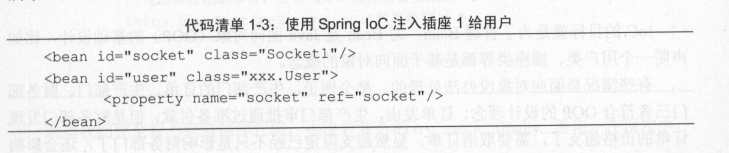 代码清单 1-3：使用 Spring IoC 注入插座 1 给用户
<bean id="socket" class="Socket1"/>
<bean id="user" class="xxx.User">
<property name="socket" ref="socket"/>
</bean>